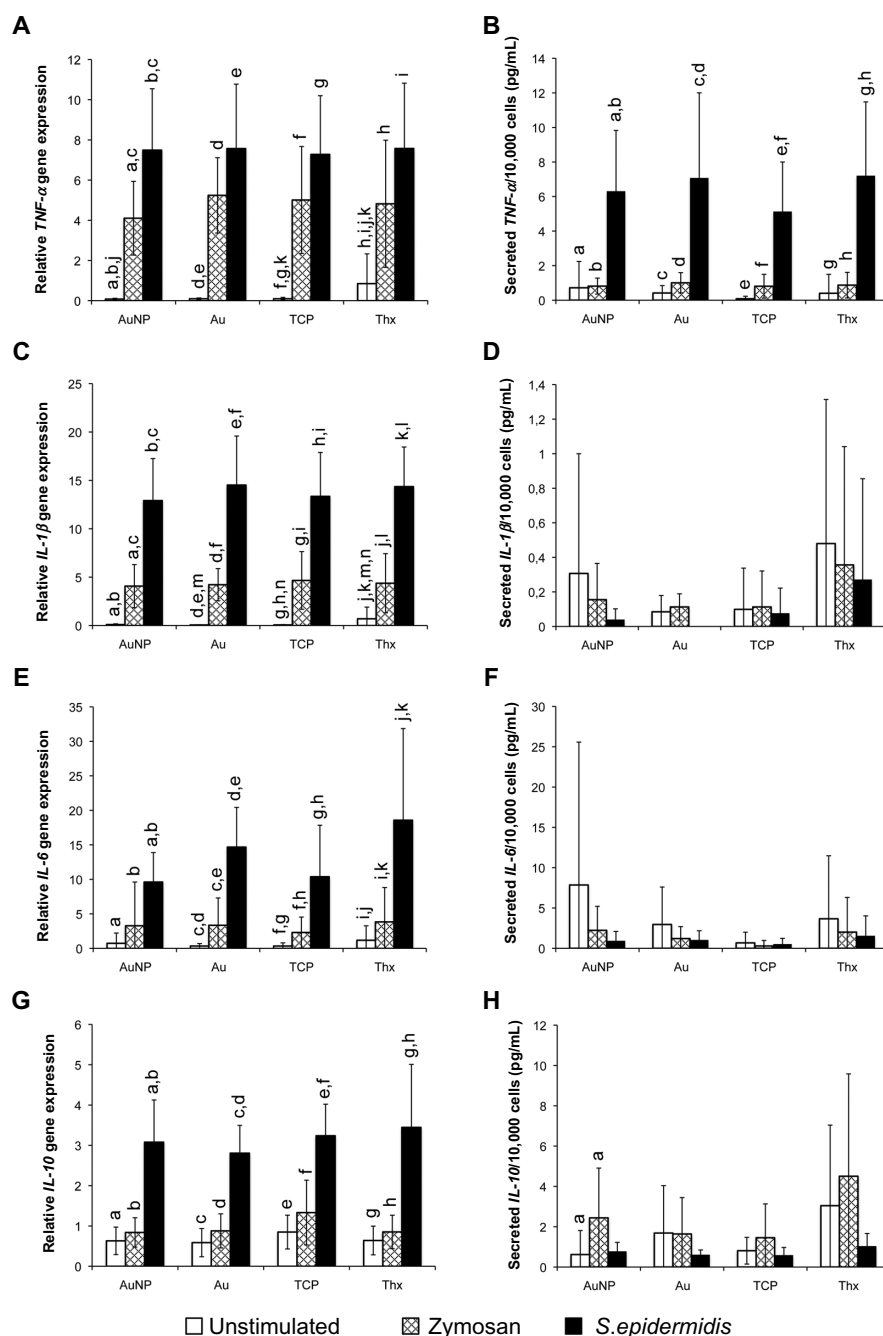 A
Relative TNF-α gene expression
12
10
8
6
4
2
0
a,b,j
a,c
b,c
d,e
d
e
f,g,k
f
g
h,i,j,k
h
i
AuNP Au TCP Thx
B
Secreted TNF-α/10,000 cells (pg/mL)
14
12
10
8
6
4
2
0
a
b
a,b
c
d
c,d
e
f
e,f
g
h
g,h
AuNP Au TCP Thx
C
Relative IL-1β gene expression
25
20
15
10
5
0
a,b
a,c
b,c
d,e,m
d,f
e,f
g,h,n
g,i
h,i
j,k,m,n
j,l
k,l
AuNP Au TCP Thx
D
Secreted IL-1β/10,000 cells (pg/mL)
1,4
1,2
1
0,8
0,6
0,4
0,2
0
AuNP Au TCP Thx
E
Relative IL-6 gene expression
35
30
25
20
15
10
5
0
a
b
a,b
c,d
c,e
d,e
f,g
f,h
g,h
i,j
i,k
j,k
AuNP Au TCP Thx
F
Secreted IL-6/10,000 cells (pg/mL)
30
25
20
15
10
5
0
AuNP Au TCP Thx
G
Relative IL-10 gene expression
6
5
4
3
2
1
0
a
b
a,b
c
d
c,d
e
f
e,f
g
h
g,h
AuNP Au TCP Thx
H
Secreted IL-10/10,000 cells (pg/mL)
12
10
8
6
4
2
0
a
a
AuNP Au TCP Thx
Unstimulated Zymosan S.epidermidis